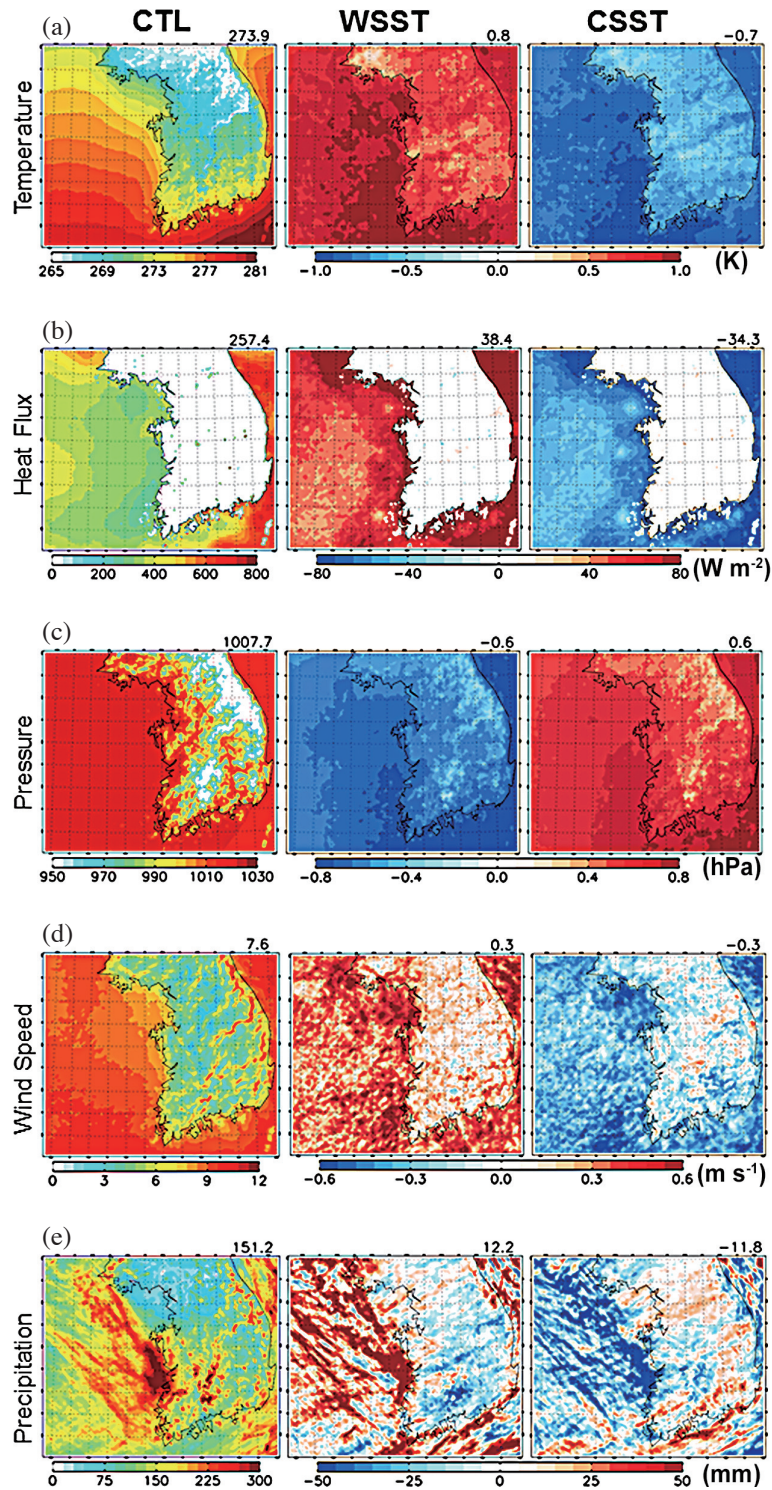 CTL WSST CSST
(a) 273.9 0.8 −0.7
Temperature
265 269 273 277 281 −1.0 −0.5 0.0 0.5 1.0 (K)
(b) 257.4 38.4 −34.3
Heat Flux
0 200 400 600 800 −80 −40 0 40 80 (W m⁻²)
(c) 1007.7 −0.6 0.6
Pressure
950 970 990 1010 1030 −0.8 −0.4 0.0 0.4 0.8 (hPa)
(d) 7.6 0.3 −0.3
Wind Speed
0 3 6 9 12 −0.6 −0.3 0.0 0.3 0.6 (m s⁻¹)
(e) 151.2 12.2 −11.8
Precipitation
0 75 150 225 300 −50 −25 0 25 50 (mm)